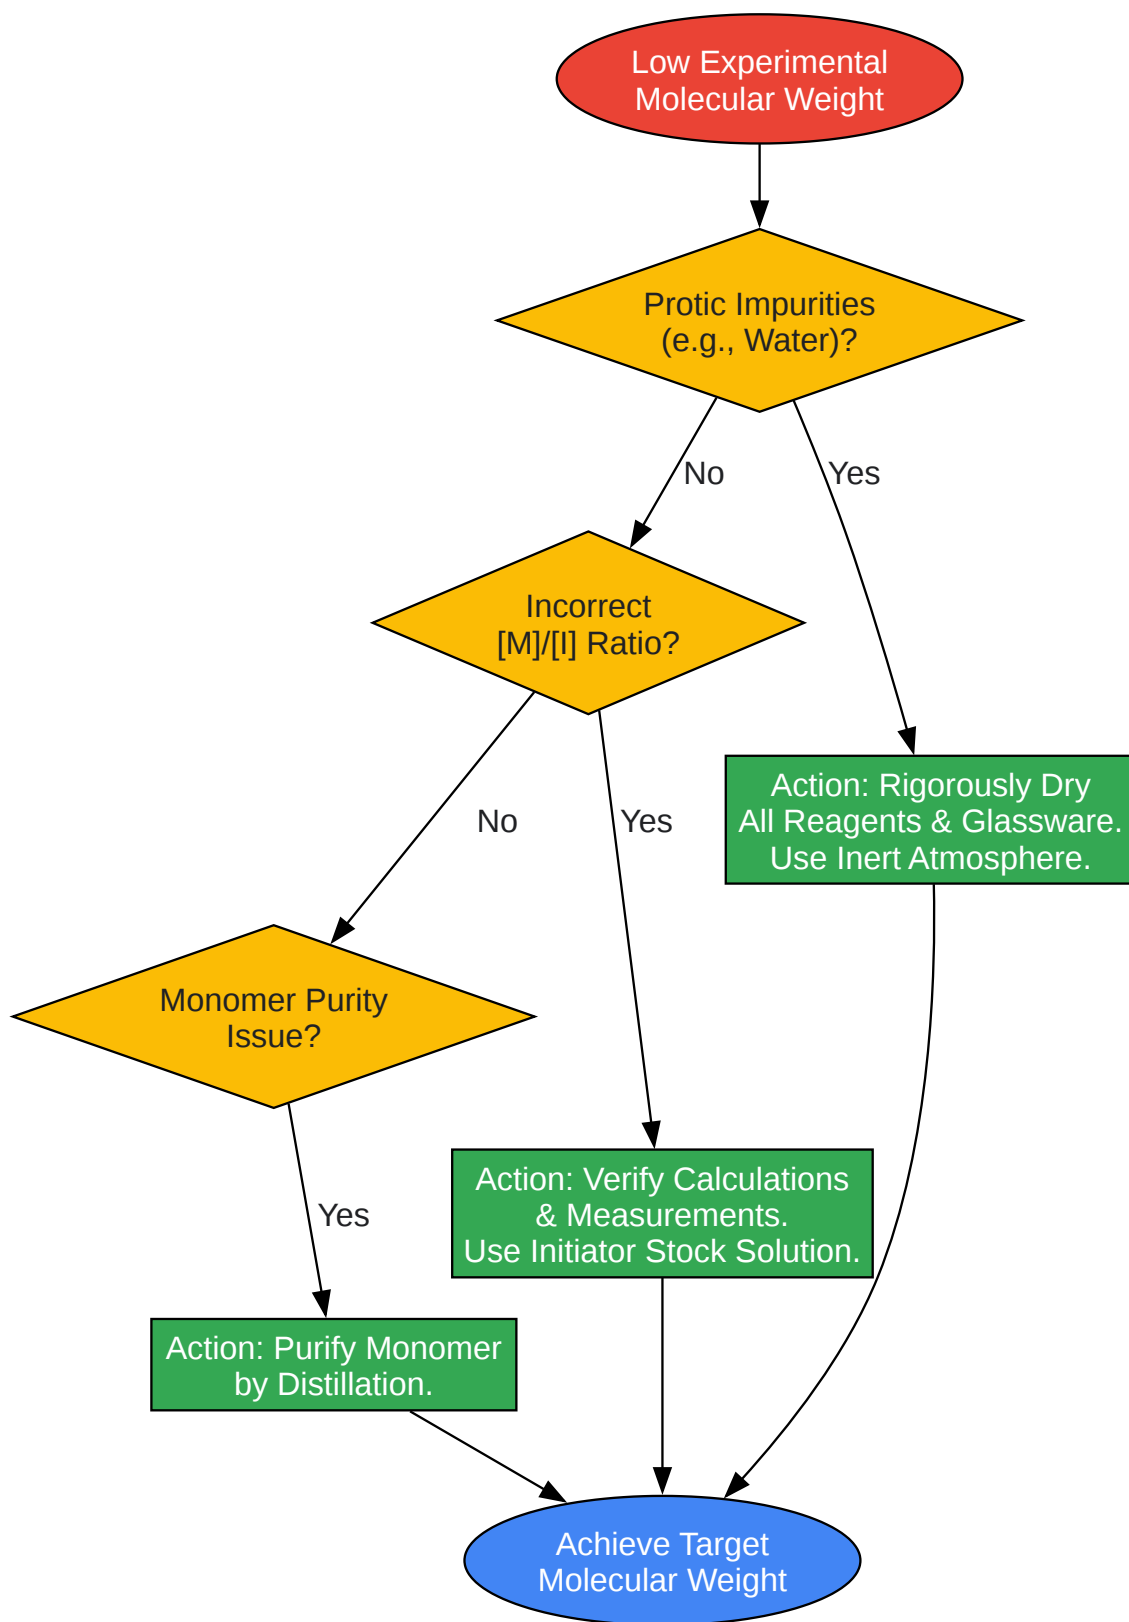 Low Experimental
Molecular Weight
Protic Impurities
(e.g., Water)?
No
Yes
Incorrect
[M]/[I] Ratio?
Action: Rigorously Dry
All Reagents & Glassware.
Use Inert Atmosphere.
No
Yes
Monomer Purity
Issue?
Action: Verify Calculations
& Measurements.
Use Initiator Stock Solution.
Yes
Action: Purify Monomer
by Distillation.
Achieve Target
Molecular Weight